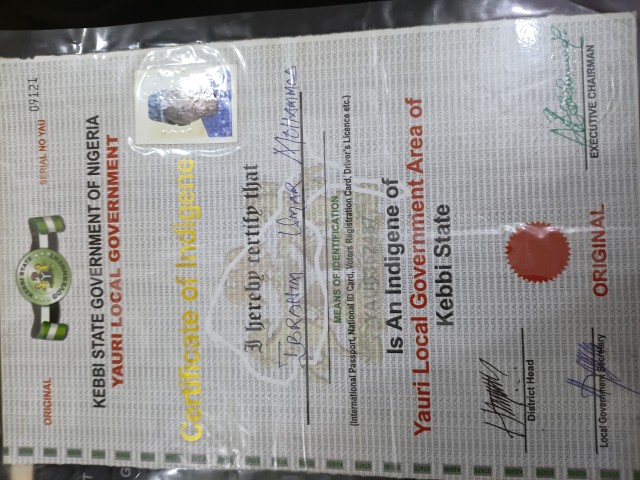 ORIGINAL
SERIAL NO YAU 09121
KEBBI STATE GOVERNMENT OF NIGERIA
YAURI LOCAL GOVERNMENT
Certificate of Indigene
I hereby certify that
IBRAHIM UMAR MUHAMMED
MEANS OF IDENTIFICATION
(International Passport, National ID Card, Voters Registration Card, Driver's Licence etc.)
Is An Indigene of
Yauri Local Government Area of
Kebbi State
District Head
EXECUTIVE CHAIRMAN
Local Government Secretary
ORIGINAL